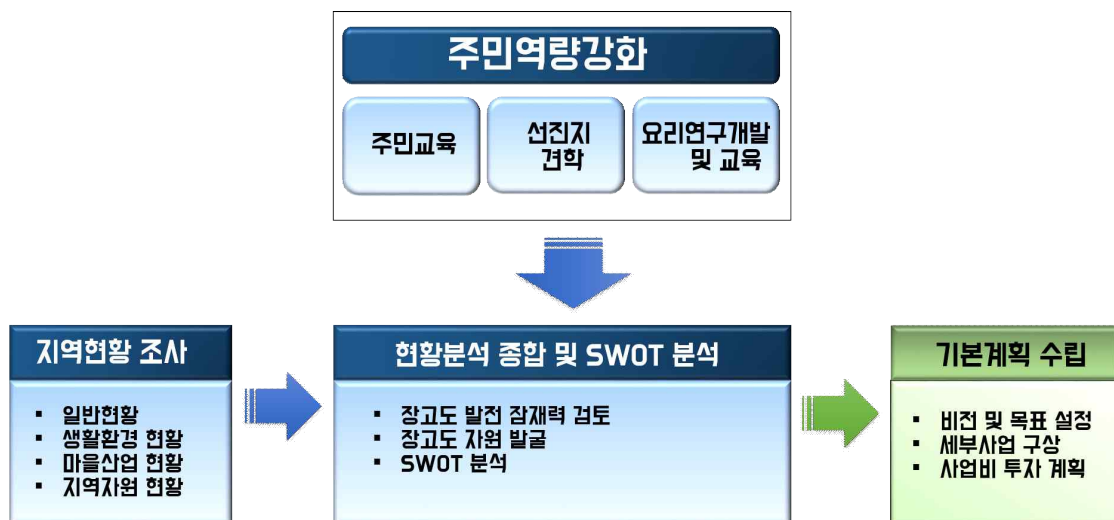 주민역량강화
주민교육
선진지
견학
요리연구개발
및 교육
지역현황 조사
▪ 일반현황
▪ 생활환경 현황
▪ 마을산업 현황
▪ 지역자원 현황
현황분석 종합 및 SWOT 분석
▪ 장고도 발전 잠재력 검토
▪ 장고도 자원 발굴
▪ SWOT 분석
기본계획 수립
▪ 비전 및 목표 설정
▪ 세부사업 구상
▪ 사업비 투자 계획